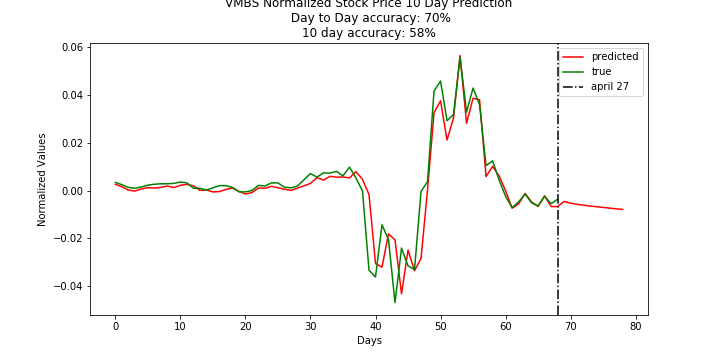 VMBS Normalized Stock Price 10 Day Prediction
Day to Day accuracy: 70%
10 day accuracy: 58%
0.06
0.04
0.02
0.00
−0.02
−0.04
Normalized Values
predicted
true
april 27
0 10 20 30 40 50 60 70 80
Days